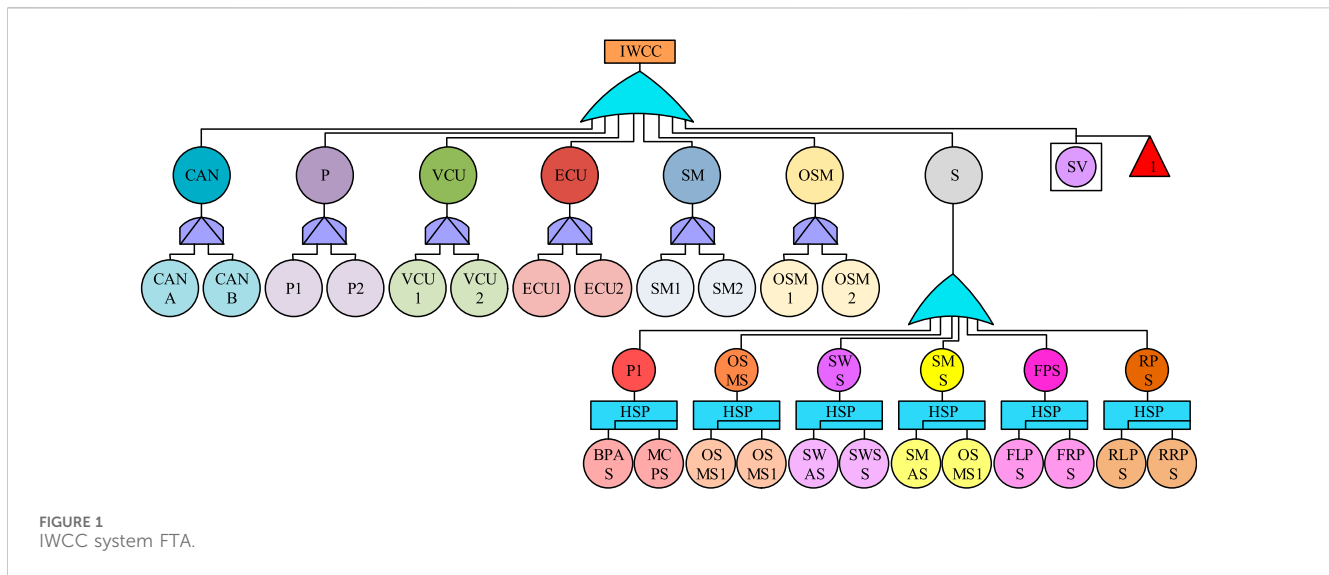 IWCC
CAN
P
VCU
ECU
SM
OSM
S
SV
1
CAN
A
CAN
B
P1
P2
VCU
1
VCU
2
ECU1
ECU2
SM1
SM2
OSM
1
OSM
2
P1
OS
MS
SW
S
SM
S
FPS
RP
S
HSP
HSP
HSP
HSP
HSP
HSP
BPA
S
MC
PS
OS
MS1
OS
MS1
SW
AS
SWS
S
SM
AS
OS
MS1
FLP
S
FRP
S
RLP
S
RRP
S
FIGURE 1
IWCC system FTA.